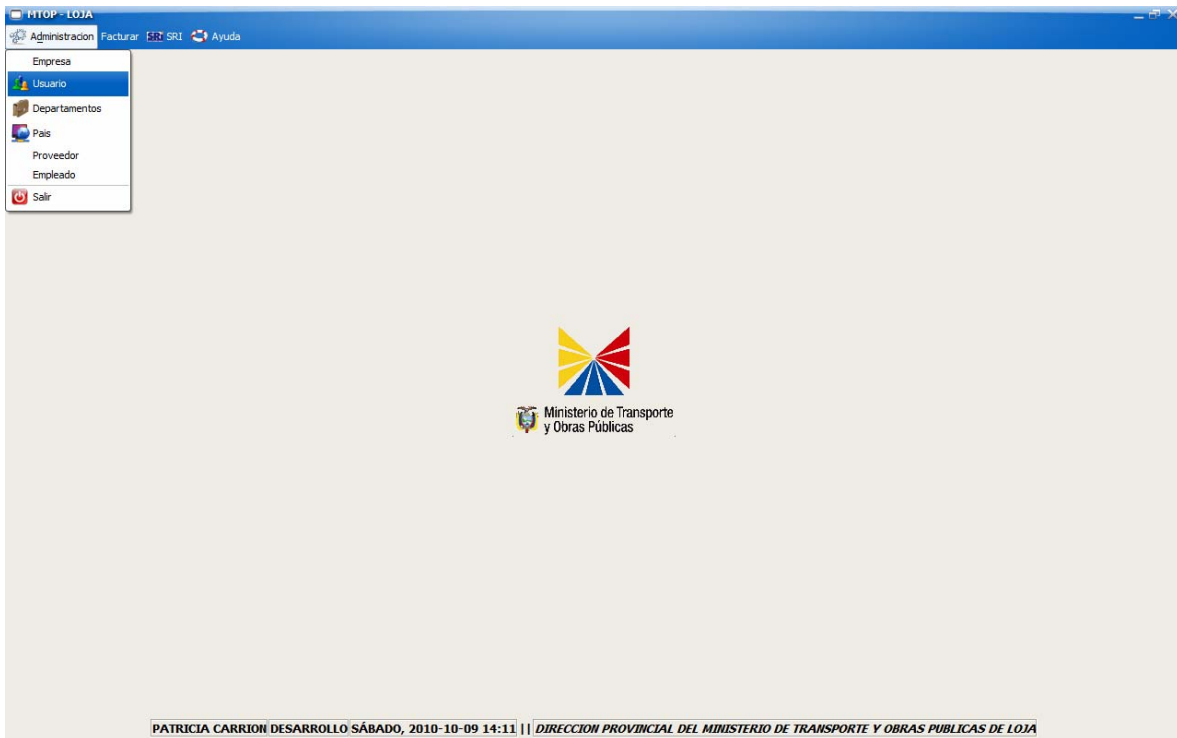 MTOP - LOJA
Administracion Facturar SRI SRI Ayuda
Empresa
Usuario
Departamentos
Pais
Proveedor
Empleado
Salir
Ministerio de Transporte
y Obras Públicas
PATRICIA CARRION DESARROLLO SÁBADO, 2010-10-09 14:11 || DIRECCION PROVINCIAL DEL MINISTERIO DE TRANSPORTE Y OBRAS PUBLICAS DE LOJA